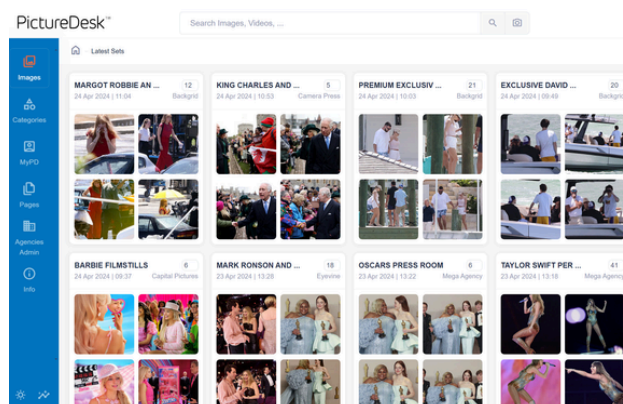 PictureDesk™
Search Images, Videos, ...
Latest Sets
Images
Categories
MyPD
Pages
Agencies
Admin
Info
MARGOT ROBBIE AN ... 12
24 Apr 2024 | 11:04 Backgrid
KING CHARLES AND ... 5
24 Apr 2024 | 10:53 Camera Press
PREMIUM EXCLUSIV ... 21
24 Apr 2024 | 10:03 Backgrid
EXCLUSIVE DAVID ... 20
24 Apr 2024 | 09:49 Backgrid
BARBIE FILMSTILLS 6
24 Apr 2024 | 09:37 Capital Pictures
MARK RONSON AND ... 18
23 Apr 2024 | 13:28 Eyevine
OSCARS PRESS ROOM 6
23 Apr 2024 | 13:22 Mega Agency
TAYLOR SWIFT PER ... 41
23 Apr 2024 | 13:18 Mega Agency